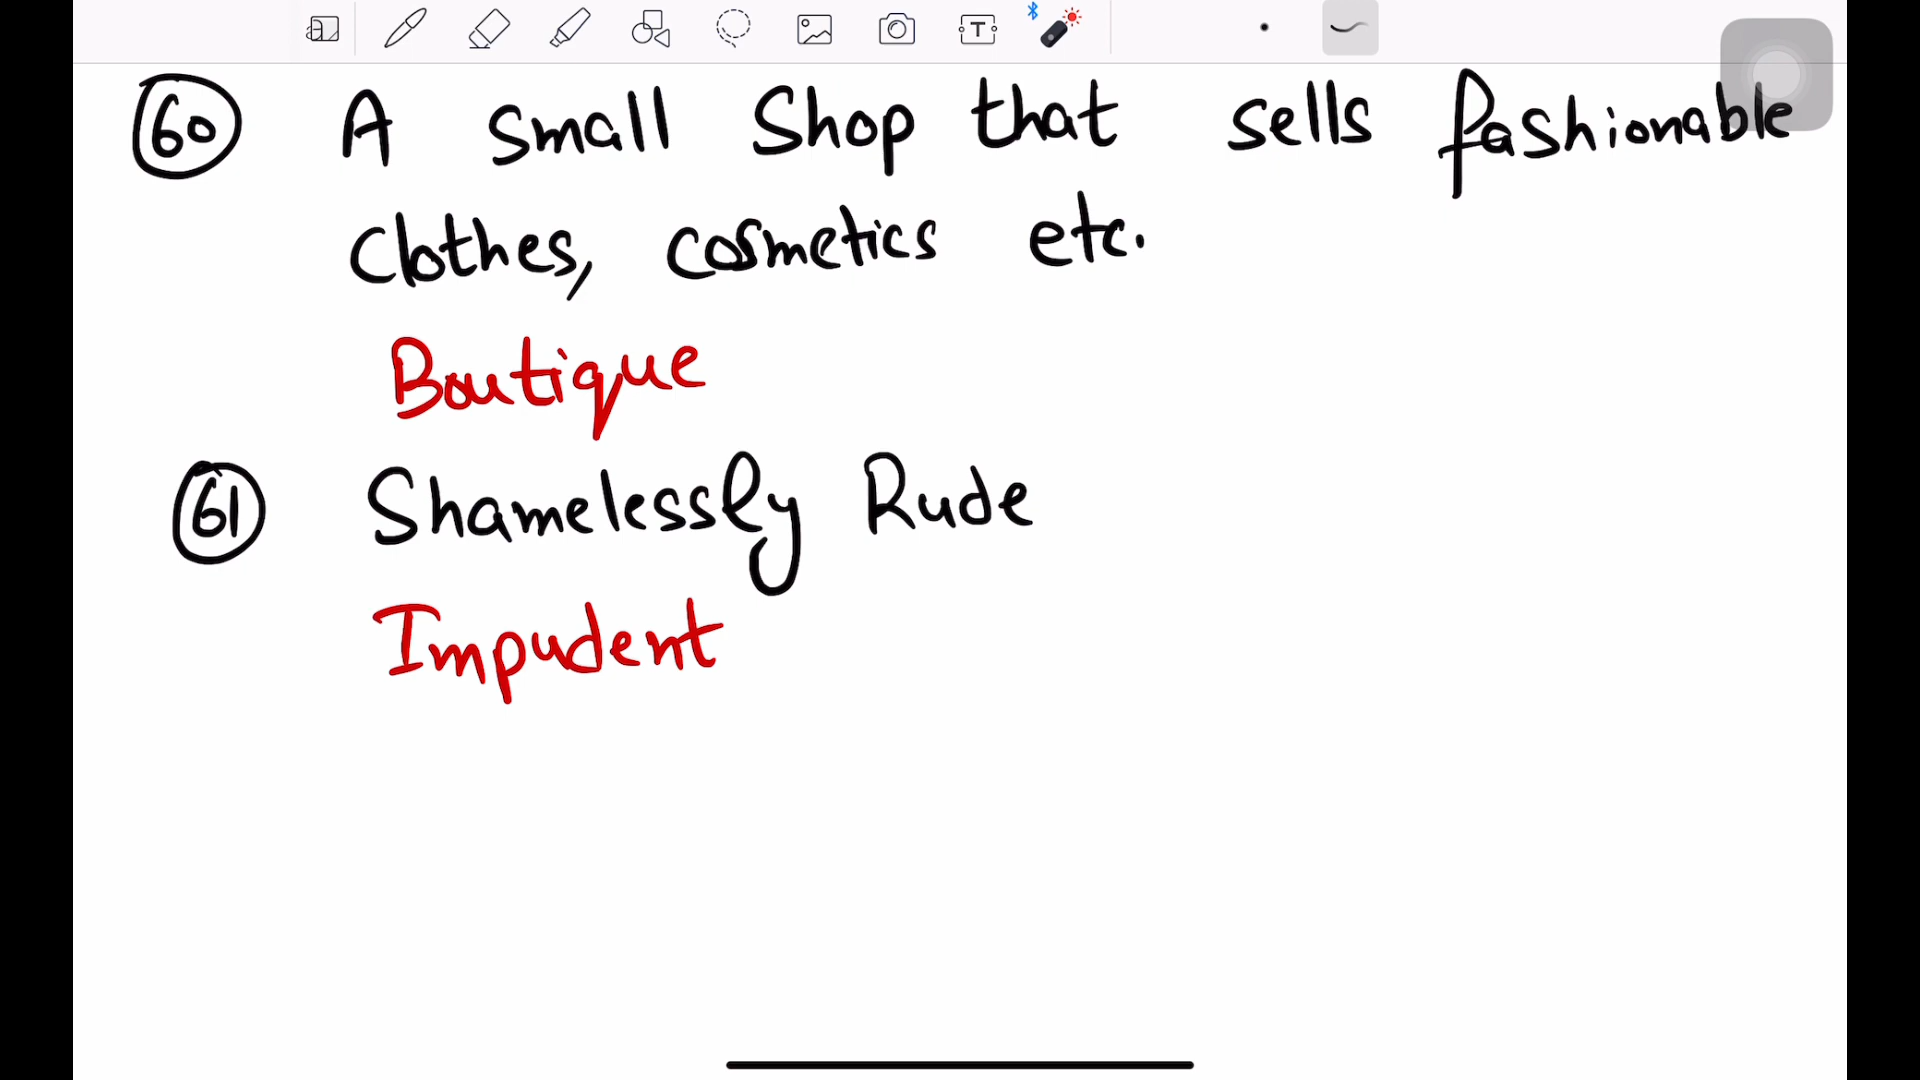 60 A small Shop that sells fashionable
Clothes, cosmetics etc.
Boutique
61 Shamelessly Rude
Impudent